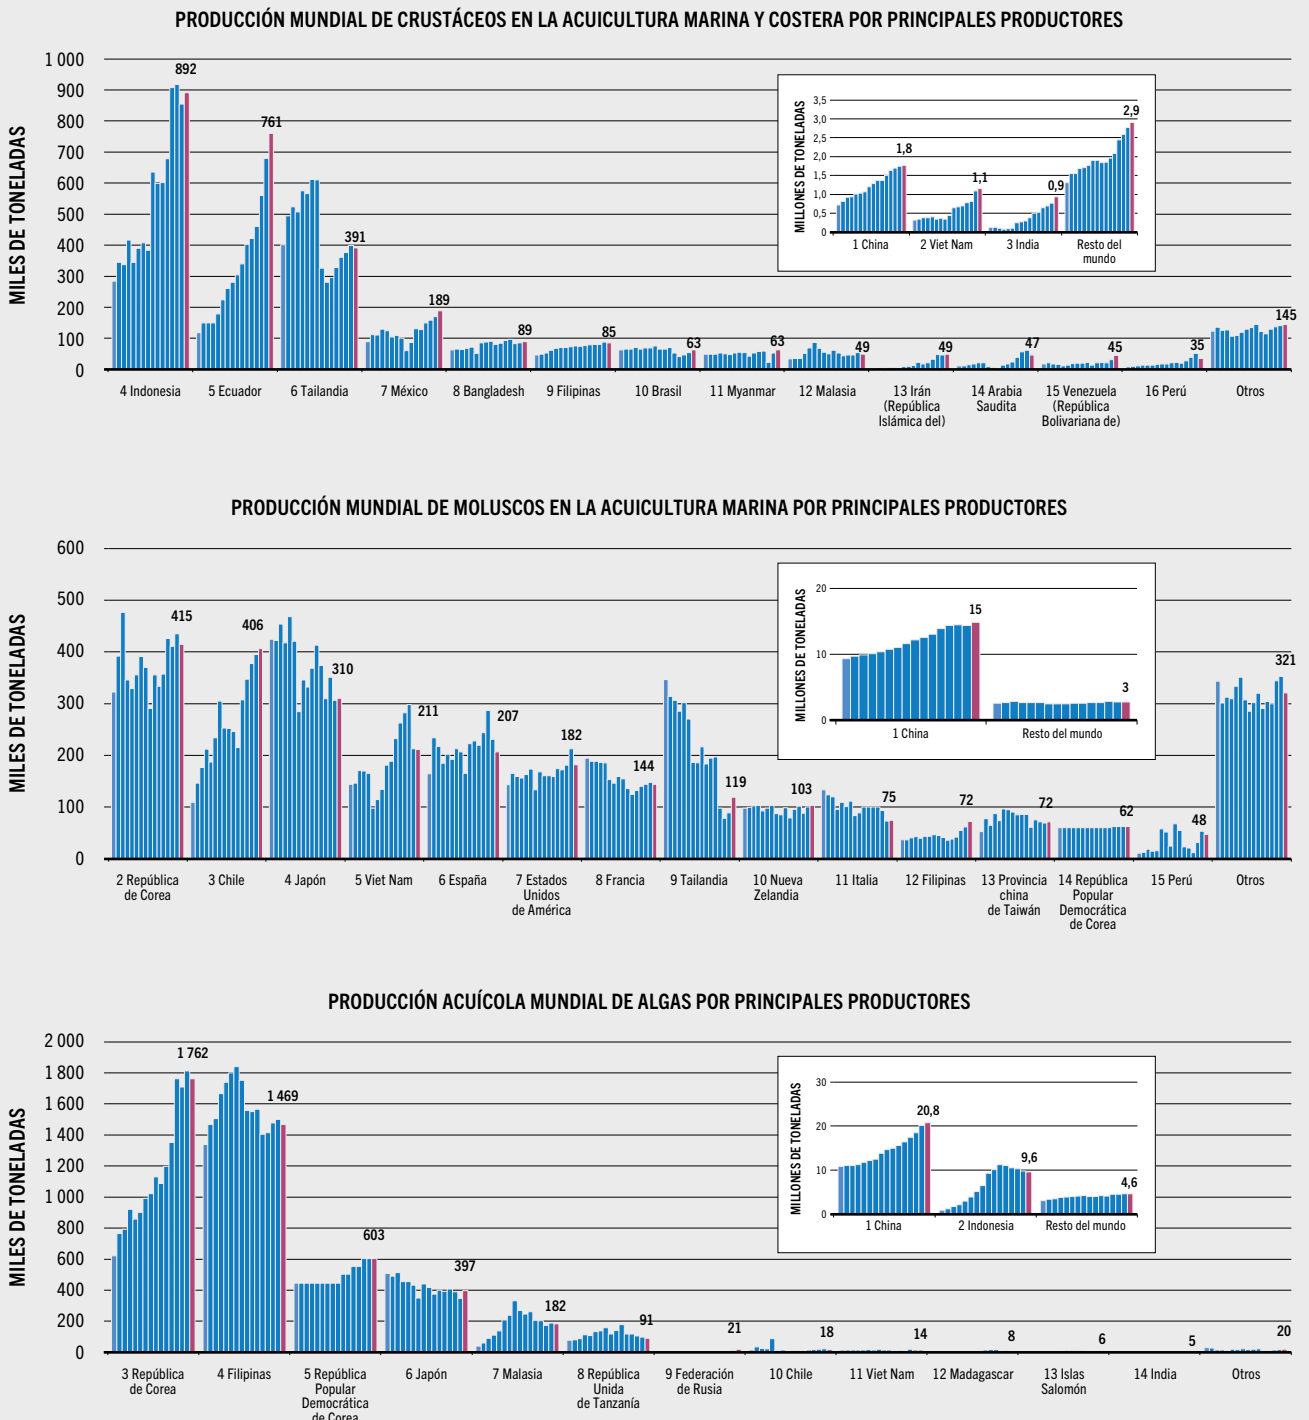 PRODUCCIÓN MUNDIAL DE CRUSTÁCEOS EN LA ACUICULTURA MARINA Y COSTERA POR PRINCIPALES PRODUCTORES
MILES DE TONELADAS
1 000
900
800
700
600
500
400
300
200
100
0
892
761
391
189
89
85
63
63
49
49
47
45
35
145
4 Indonesia
5 Ecuador
6 Tailandia
7 México
8 Bangladesh
9 Filipinas
10 Brasil
11 Myanmar
12 Malasia
13 Irán
(República
Islámica del)
14 Arabia
Saudita
15 Venezuela
(República
Bolivariana de)
16 Perú
Otros
MILLONES DE TONELADAS
3,5
3,0
2,5
2,0
1,5
1,0
0,5
0
1,8
1,1
0,9
2,9
1 China
2 Viet Nam
3 India
Resto del
mundo
PRODUCCIÓN MUNDIAL DE MOLUSCOS EN LA ACUICULTURA MARINA POR PRINCIPALES PRODUCTORES
MILES DE TONELADAS
600
500
400
300
200
100
0
415
406
310
211
207
182
144
119
103
75
72
72
62
48
321
2 República
de Corea
3 Chile
4 Japón
5 Viet Nam
6 España
7 Estados
Unidos
de América
8 Francia
9 Tailandia
10 Nueva
Zelandia
11 Italia
12 Filipinas
13 Provincia
china
de Taiwán
14 República
Popular
Democrática
de Corea
15 Perú
Otros
MILLONES DE TONELADAS
20
10
0
15
3
1 China
Resto del mundo
PRODUCCIÓN ACUÍCOLA MUNDIAL DE ALGAS POR PRINCIPALES PRODUCTORES
MILES DE TONELADAS
2 000
1 800
1 600
1 400
1 200
1 000
800
600
400
200
0
1 762
1 469
603
397
182
91
21
18
14
8
6
5
20
3 República
de Corea
4 Filipinas
5 República
Popular
Democrática
de Corea
6 Japón
7 Malasia
8 República
Unida
de Tanzanía
9 Federación
de Rusia
10 Chile
11 Viet Nam
12 Madagascar
13 Islas
Salomón
14 India
Otros
MILLONES DE TONELADAS
30
20
10
0
20,8
9,6
4,6
1 China
2 Indonesia
Resto del mundo